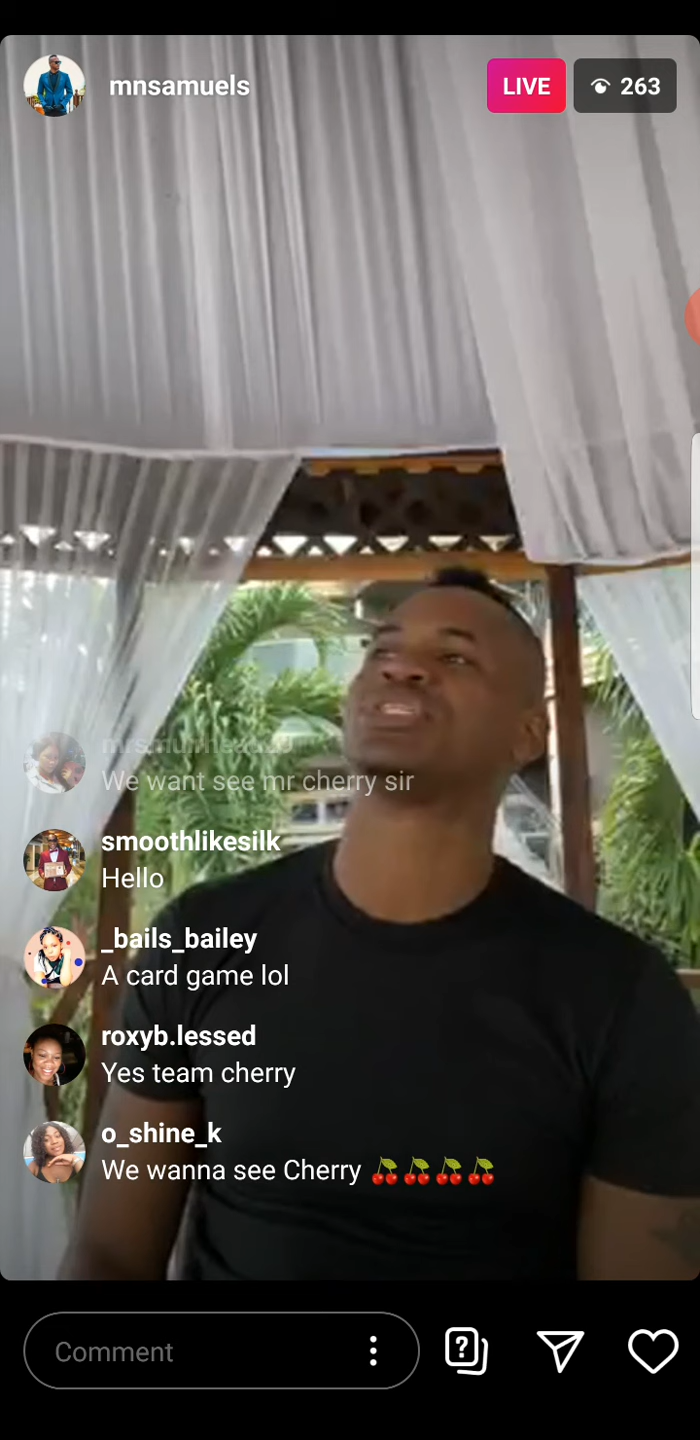 mnsamuels
LIVE
263
We want see mr cherry sir
smoothlikesilk
Hello
_bails_bailey
A card game lol
roxyb.lessed
Yes team cherry
o_shine_k
We wanna see Cherry 🍒🍒🍒🍒
Comment